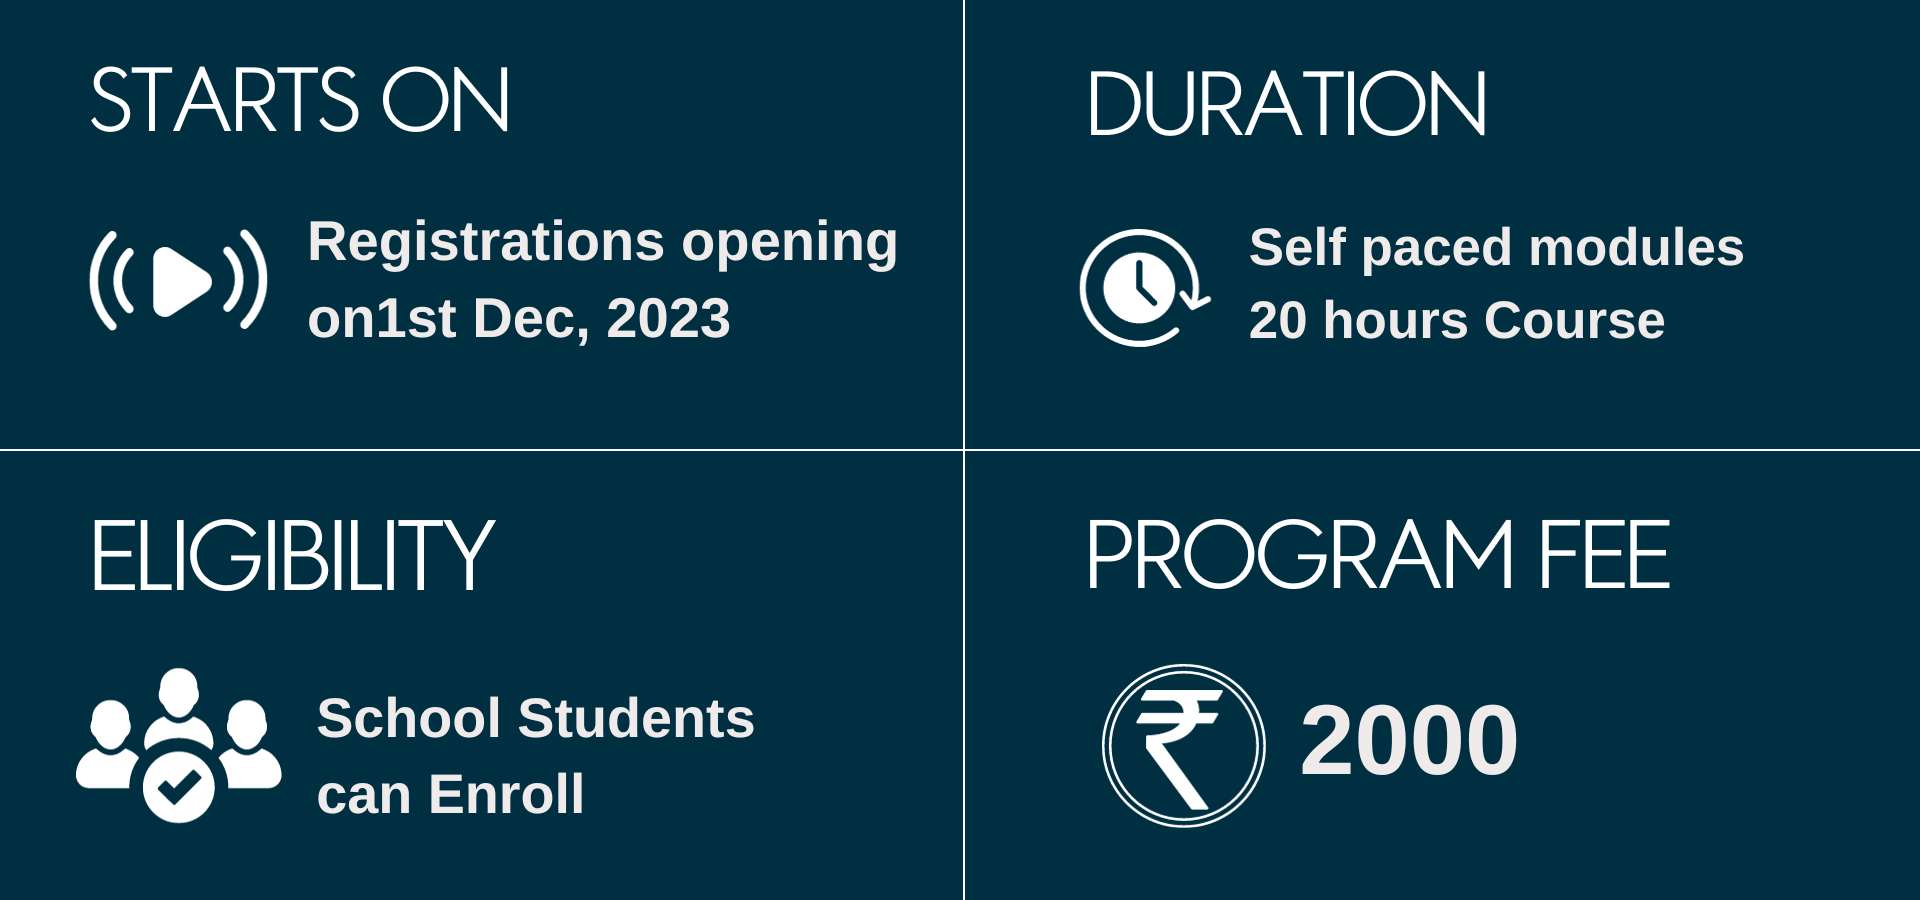 STARTS ON
Registrations opening
on1st Dec, 2023
DURATION
Self paced modules
20 hours Course
ELIGIBILITY
School Students
can Enroll
PROGRAM FEE
₹ 2000